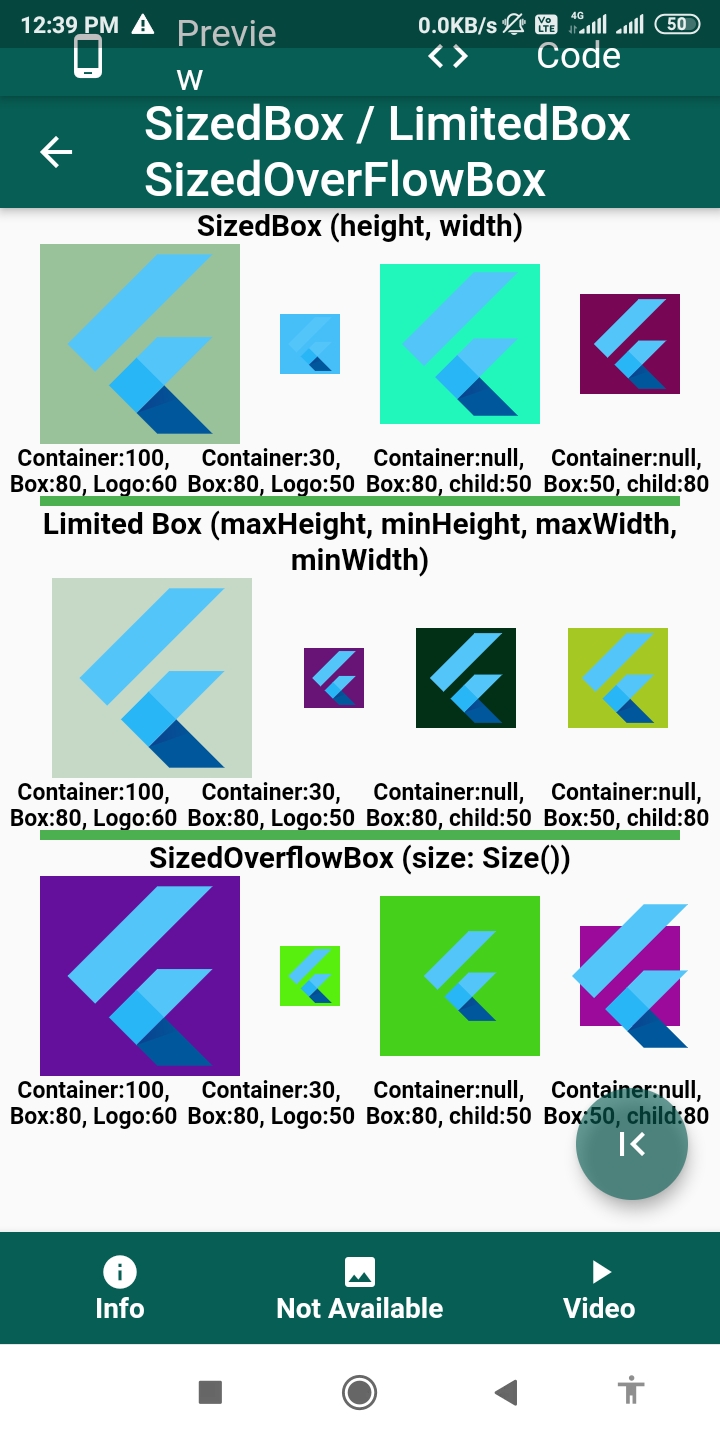 12:39 PM 0.0KB/s Vo LTE 4G 50
Previe
w
Code
SizedBox / LimitedBox
SizedOverFlowBox
SizedBox (height, width)
Container:100, Container:30, Container:null, Container:null,
Box:80, Logo:60 Box:80, Logo:50 Box:80, child:50 Box:50, child:80
Limited Box (maxHeight, minHeight, maxWidth,
minWidth)
Container:100, Container:30, Container:null, Container:null,
Box:80, Logo:60 Box:80, Logo:50 Box:80, child:50 Box:50, child:80
SizedOverflowBox (size: Size())
Container:100, Container:30, Container:null, Container:null,
Box:80, Logo:60 Box:80, Logo:50 Box:80, child:50 Box:50, child:80
Info Not Available Video